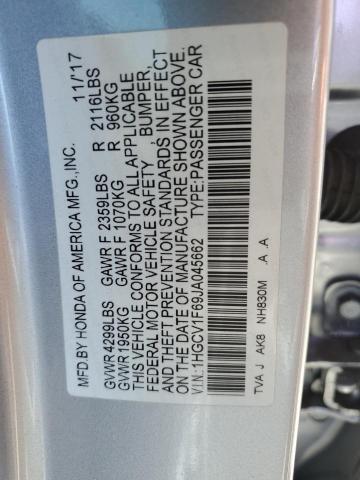 MFD.BY HONDA OF AMERICA MFG.,INC. 11/'17
GVWR 4299LBS GAWR F 2359LBS R 2116LBS
GVWR 1950KG GAWR F 1070KG R 960KG
THIS VEHICLE CONFORMS TO ALL APPLICABLE
FEDERAL MOTOR VEHICLE SAFETY BUMPER,
AND THEFT PREVENTION STANDARDS IN EFFECT
ON THE DATE OF MANUFACTURE SHOWN ABOVE.
V.I.N.:1HGCV1F69JA045662 TYPE:PASSENGER CAR
TVA J AK8 NH830M A A